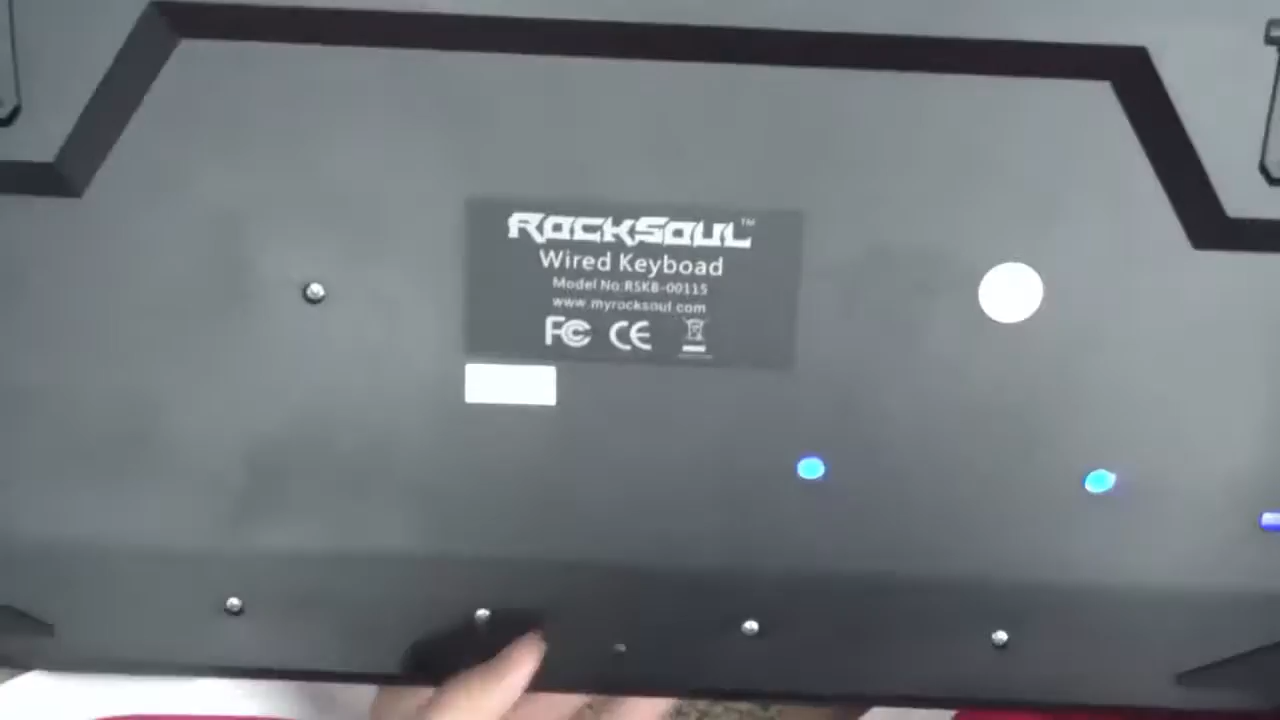 ROCKSOUL™
Wired Keyboad
Model No:RSKB-00115
www.myrocksoul.com
FC CE